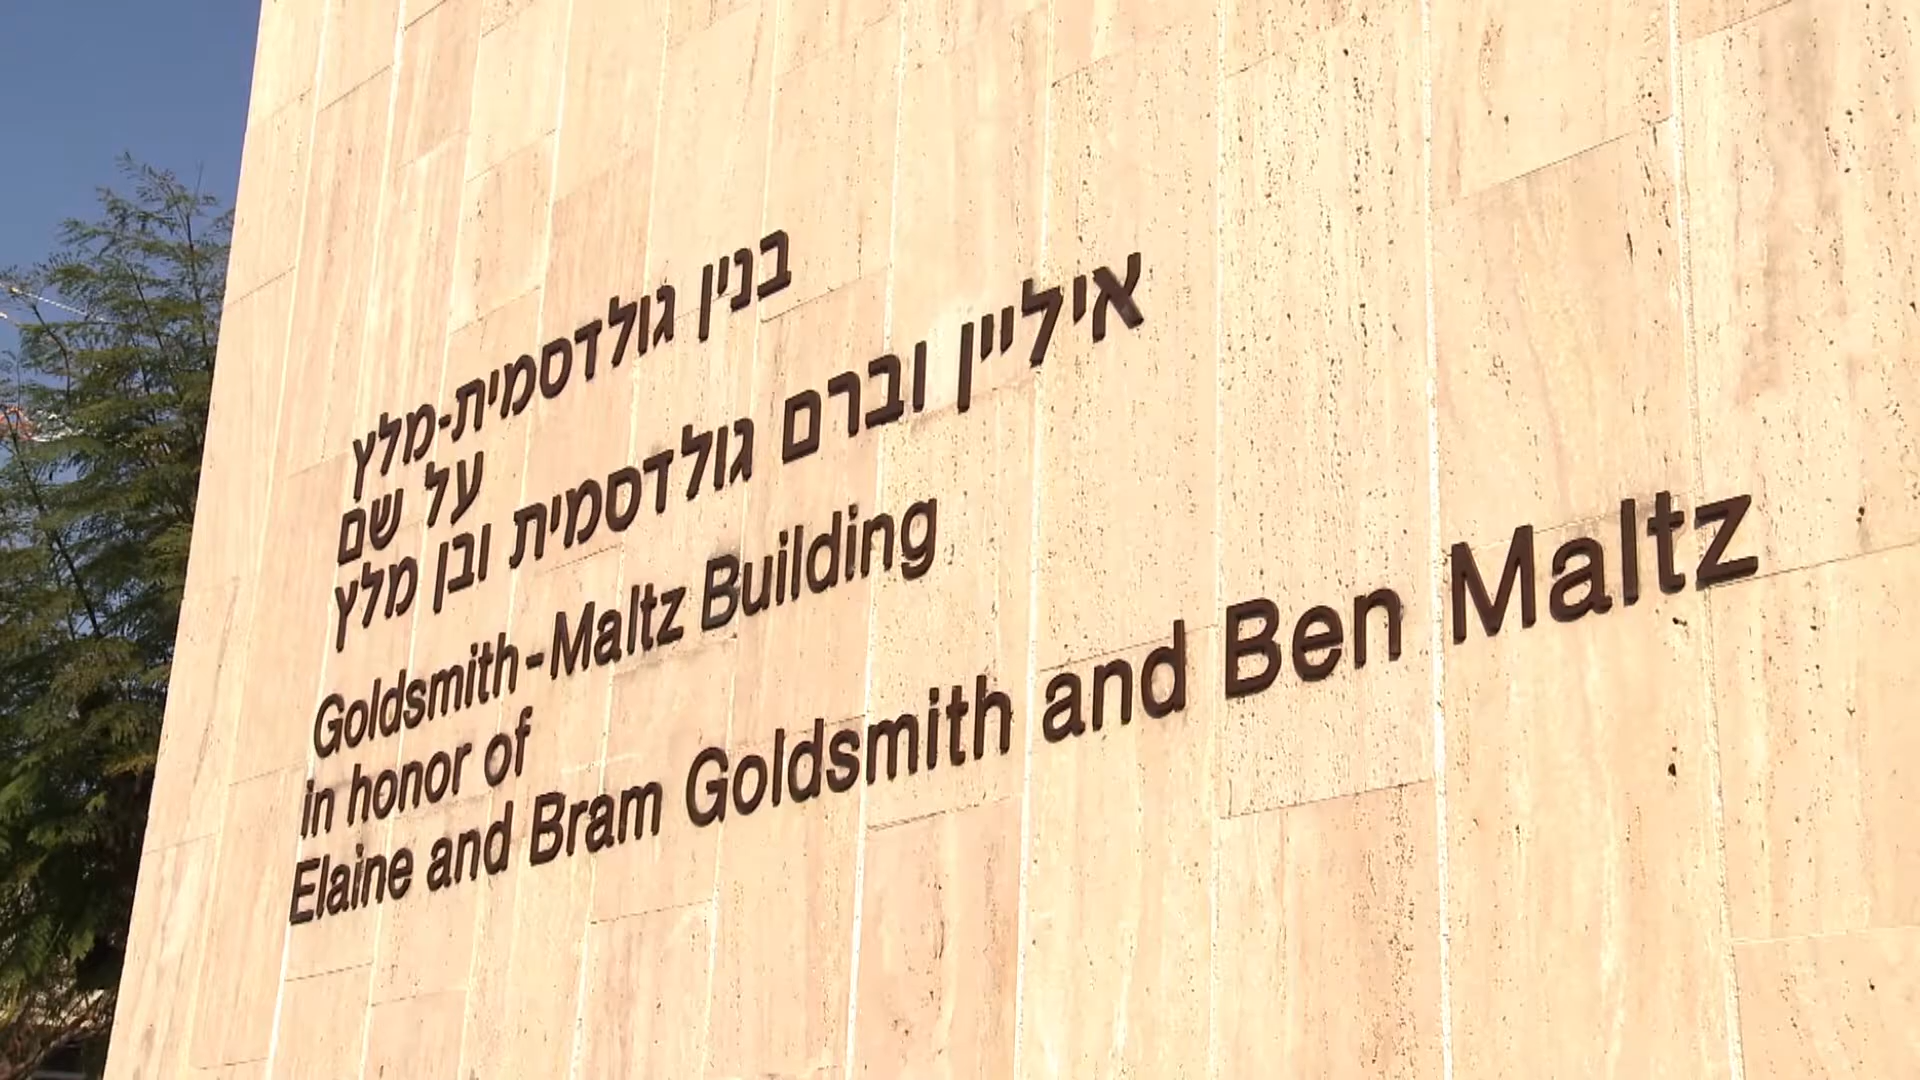 בנין גולדסמית-מלץ
על שם
איליין וברם גולדסמית ובן מלץ
Goldsmith-Maltz Building
in honor of
Elaine and Bram Goldsmith and Ben Maltz